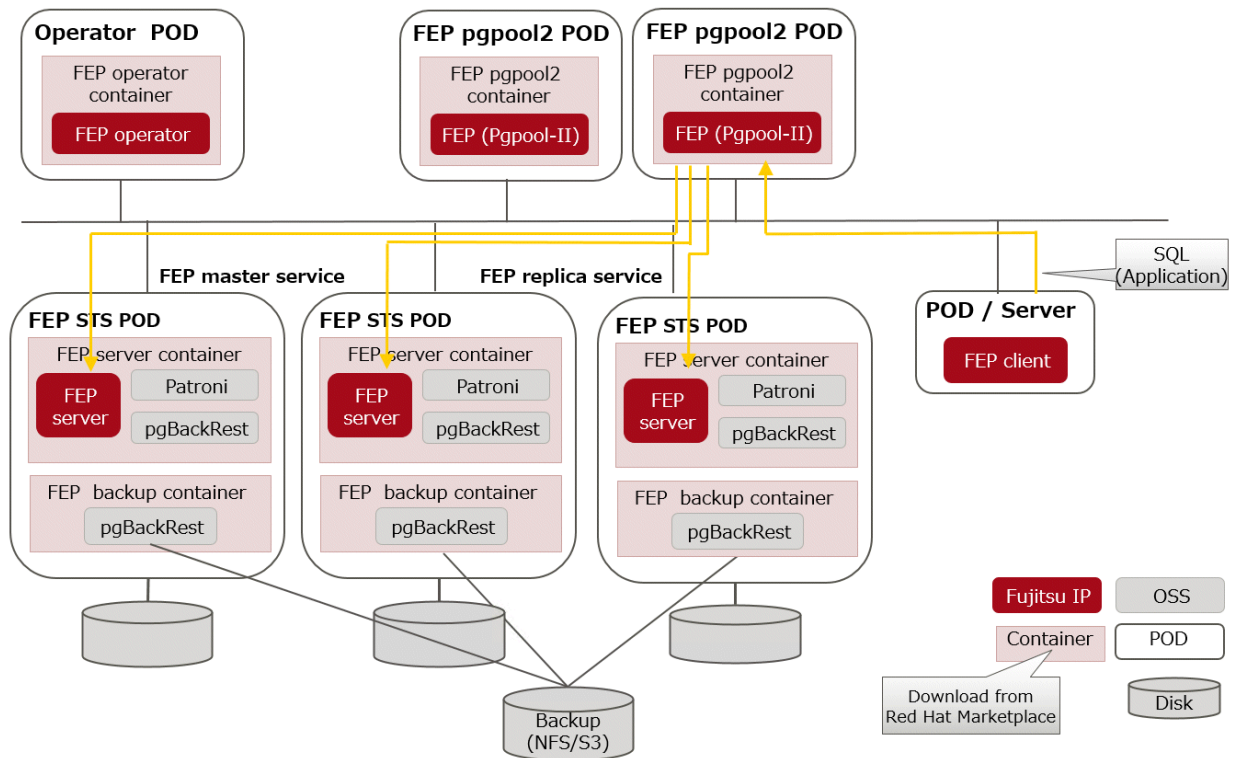 Operator POD
FEP operator
container
FEP operator
FEP pgpool2 POD
FEP pgpool2
container
FEP (Pgpool-II)
FEP pgpool2 POD
FEP pgpool2
container
FEP (Pgpool-II)
FEP master service
FEP replica service
SQL
(Application)
FEP STS POD
FEP server container
FEP
server
Patroni
pgBackRest
FEP backup container
pgBackRest
FEP STS POD
FEP server container
FEP
server
Patroni
pgBackRest
FEP backup container
pgBackRest
FEP STS POD
FEP server container
FEP
server
Patroni
pgBackRest
FEP backup container
pgBackRest
POD / Server
FEP client
Backup
(NFS/S3)
Fujitsu IP
OSS
Container
POD
Download from
Red Hat Marketplace
Disk